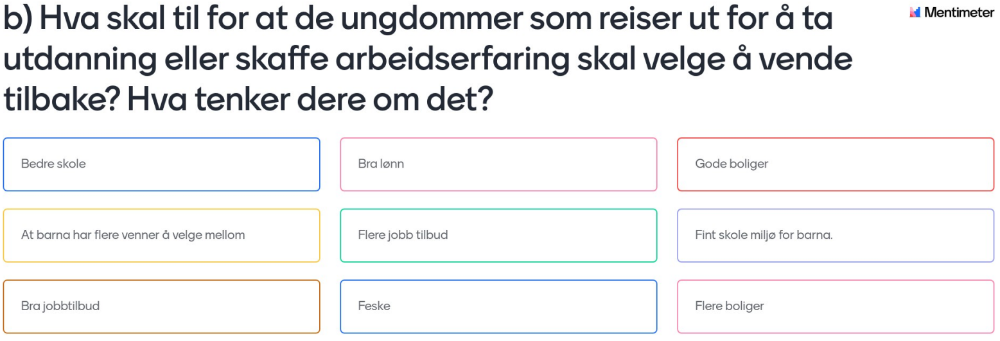 b) Hva skal til for at de ungdommer som reiser ut for å ta
Mentimeter
utdanning eller skaffe arbeidserfaring skal velge å vende
tilbake? Hva tenker dere om det?
Bedre skole
Bra lønn
Gode boliger
At barna har flere venner å velge mellom
Flere jobb tilbud
Fint skole miljø for barna.
Bra jobbtilbud
Feske
Flere boliger